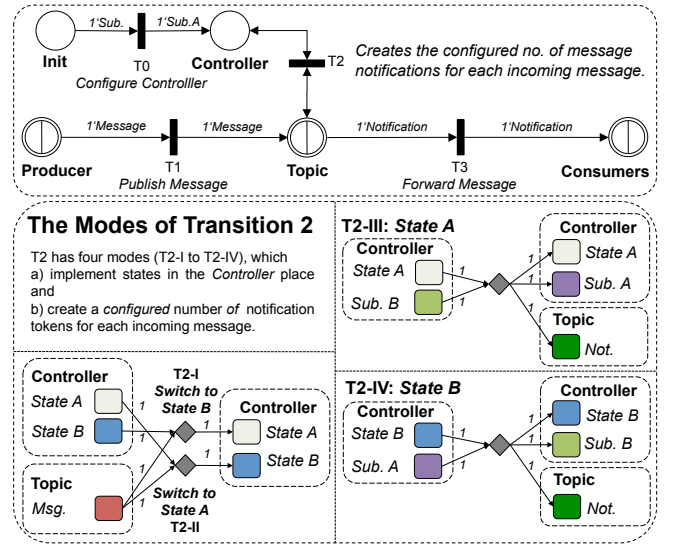 1'Sub.
1'Sub.A
Init
T0
Controller
T2
Configure Controlller
Creates the configured no. of message
notifications for each incoming message.
1'Message
1'Message
1'Notification
1'Notification
Producer
T1
Topic
T3
Consumers
Publish Message
Forward Message
The Modes of Transition 2
T2 has four modes (T2-I to T2-IV), which
a) implement states in the Controller place
and
b) create a configured number of notification
tokens for each incoming message.
Controller
State A
State B
1
1
Topic
Msg.
1
1
T2-I
Switch to
State B
1
1
Switch to
State A
T2-II
Controller
State A
State B
T2-III: State A
Controller
State A
Sub. B
1
1
1
1
1
Controller
State A
Sub. A
Topic
Not.
T2-IV: State B
Controller
State B
Sub. A
1
1
1
1
1
Controller
State B
Sub. B
Topic
Not.